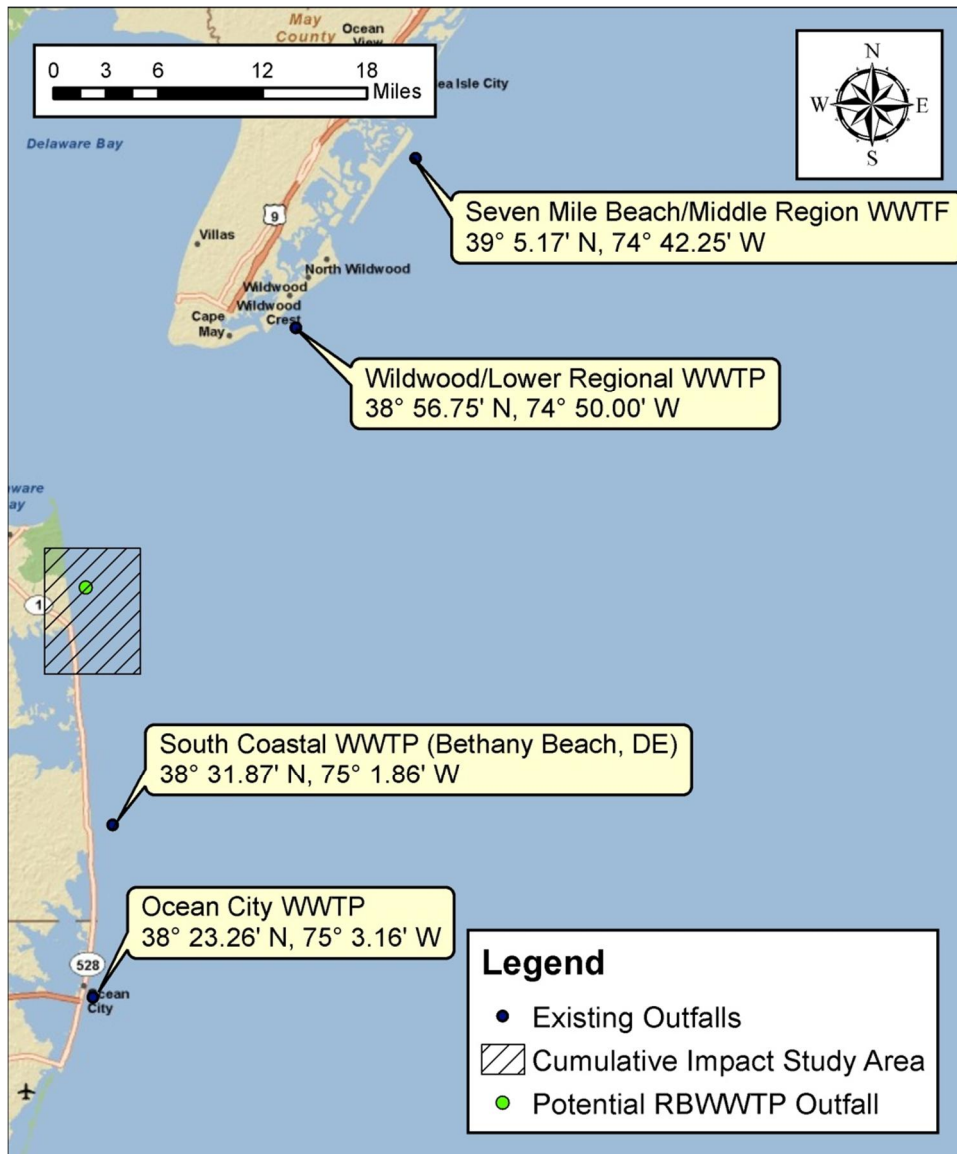 May
County
Ocean
View
0 3 6 12 18
Miles
ea Isle City
N
W E
S
Delaware Bay
9
Seven Mile Beach/Middle Region WWTF
39° 5.17' N, 74° 42.25' W
Villas
North Wildwood
Wildwood
Wildwood
Crest
Cape
May
Wildwood/Lower Regional WWTP
38° 56.75' N, 74° 50.00' W
aware
ay
1
South Coastal WWTP (Bethany Beach, DE)
38° 31.87' N, 75° 1.86' W
Ocean City WWTP
38° 23.26' N, 75° 3.16' W
528
Ocean
City
Legend
Existing Outfalls
Cumulative Impact Study Area
Potential RBWWTP Outfall